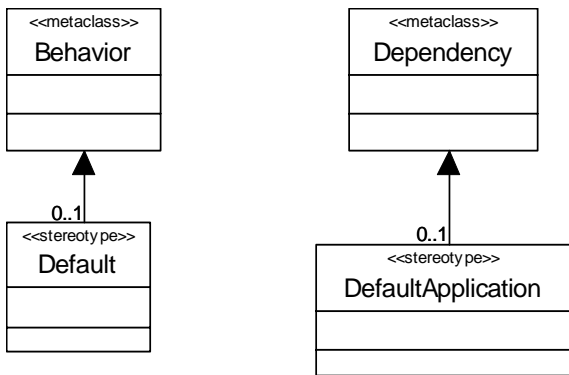 <<metaclass>>
Behavior
0..1
<<stereotype>>
Default
<<metaclass>>
Dependency
0..1
<<stereotype>>
DefaultApplication